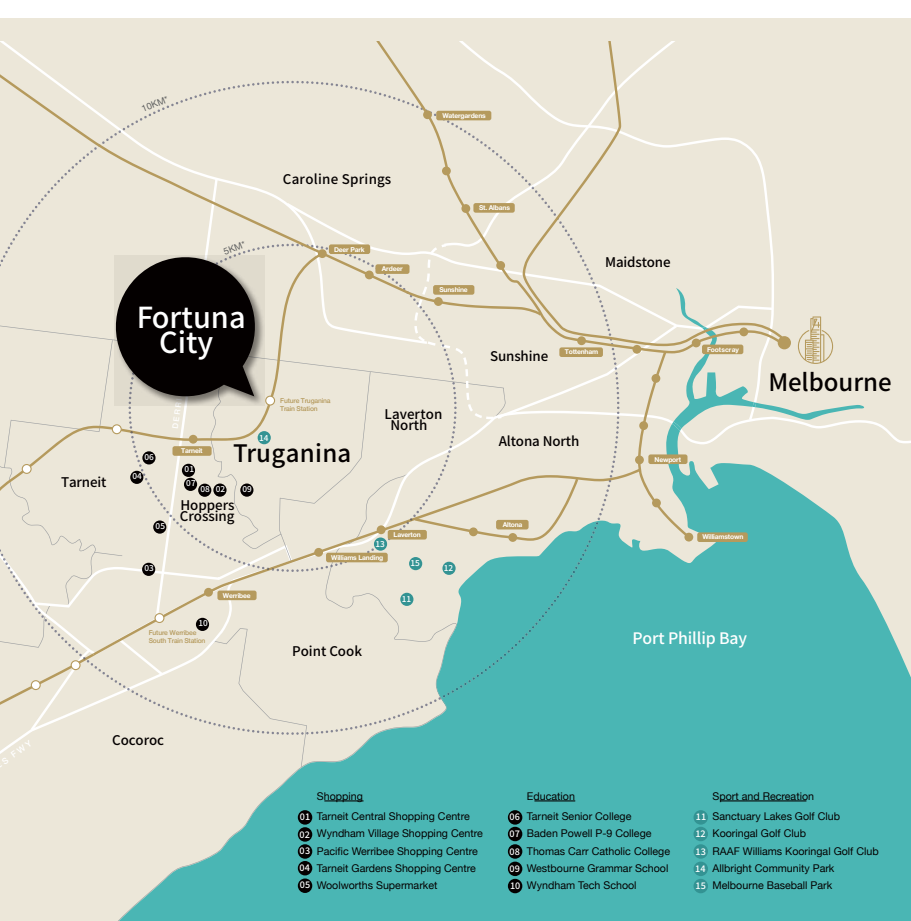 10KM*
Watergardens
Caroline Springs
St. Albans
5KM*
Deer Park
Maidstone
Ardeer
Sunshine
Fortuna
City
Sunshine
Tottenham
Footscray
Melbourne
Future Truganina
Train Station
Laverton
North
14
Altona North
Tarneit
Truganina
06
01
Newport
04
07
Tarneit
08
02
09
Hoppers
Crossing
05
Altona
Laverton
Williamstown
13
Williams Landing
15
12
03
Werribee
11
10
Future Werribee
South Train Station
Port Phillip Bay
Point Cook
Cocoroc
S FWY
Shopping
01 Tarneit Central Shopping Centre
02 Wyndham Village Shopping Centre
03 Pacific Werribee Shopping Centre
04 Tarneit Gardens Shopping Centre
05 Woolworths Supermarket
Education
06 Tarneit Senior College
07 Baden Powell P-9 College
08 Thomas Carr Catholic College
09 Westbourne Grammar School
10 Wyndham Tech School
Sport and Recreation
11 Sanctuary Lakes Golf Club
12 Kooringal Golf Club
13 RAAF Williams Kooringal Golf Club
14 Allbright Community Park
15 Melbourne Baseball Park